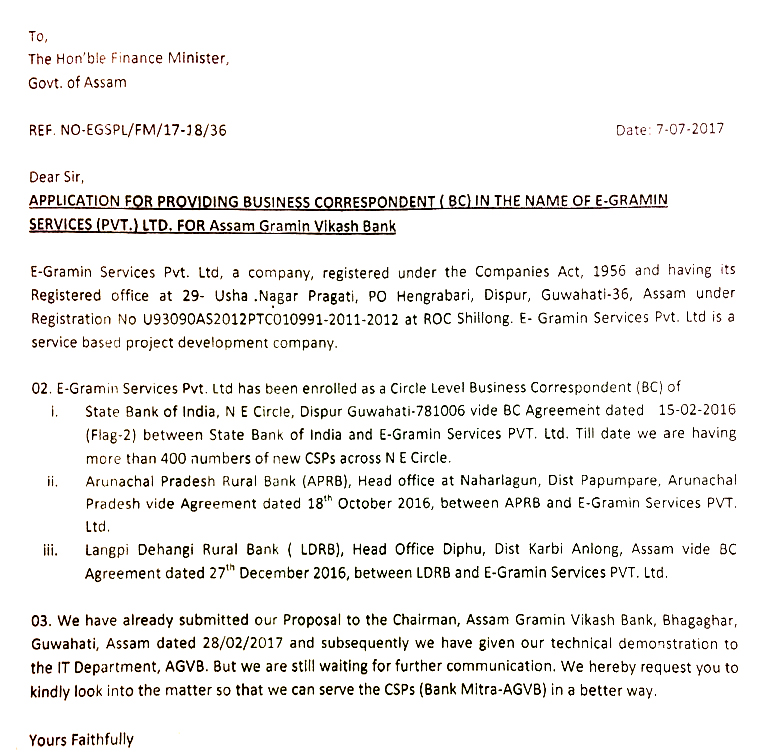 To,
The Hon'ble Finance Minister,
Govt. of Assam
REF. NO-EGSPL/FM/17-18/36 Date: 7-07-2017
Dear Sir,
APPLICATION FOR PROVIDING BUSINESS CORRESPONDENT ( BC) IN THE NAME OF E-GRAMIN
SERVICES (PVT.) LTD. FOR Assam Gramin Vikash Bank
E-Gramin Services Pvt. Ltd, a company, registered under the Companies Act, 1956 and having its
Registered office at 29- Usha .Nagar Pragati, PO Hengrabari, Dispur, Guwahati-36, Assam under
Registration No U93090AS2012PTC010991-2011-2012 at ROC Shillong. E- Gramin Services Pvt. Ltd is a
service based project development company.
02. E-Gramin Services Pvt. Ltd has been enrolled as a Circle Level Business Correspondent (BC) of
i. State Bank of India, N E Circle, Dispur Guwahati-781006 vide BC Agreement dated 15-02-2016
(Flag-2) between State Bank of India and E-Gramin Services PVT. Ltd. Till date we are having
more than 400 numbers of new CSPs across N E Circle.
ii. Arunachal Pradesh Rural Bank (APRB), Head office at Naharlagun, Dist Papumpare, Arunachal
Pradesh vide Agreement dated 18th October 2016, between APRB and E-Gramin Services PVT.
Ltd.
iii. Langpi Dehangi Rural Bank ( LDRB), Head Office Diphu, Dist Karbi Anlong, Assam vide BC
Agreement dated 27th December 2016, between LDRB and E-Gramin Services PVT. Ltd.
03. We have already submitted our Proposal to the Chairman, Assam Gramin Vikash Bank, Bhagaghar,
Guwahati, Assam dated 28/02/2017 and subsequently we have given our technical demonstration to
the IT Department, AGVB. But we are still waiting for further communication. We hereby request you to
kindly look into the matter so that we can serve the CSPs (Bank Mitra-AGVB) in a better way.
Yours Faithfully